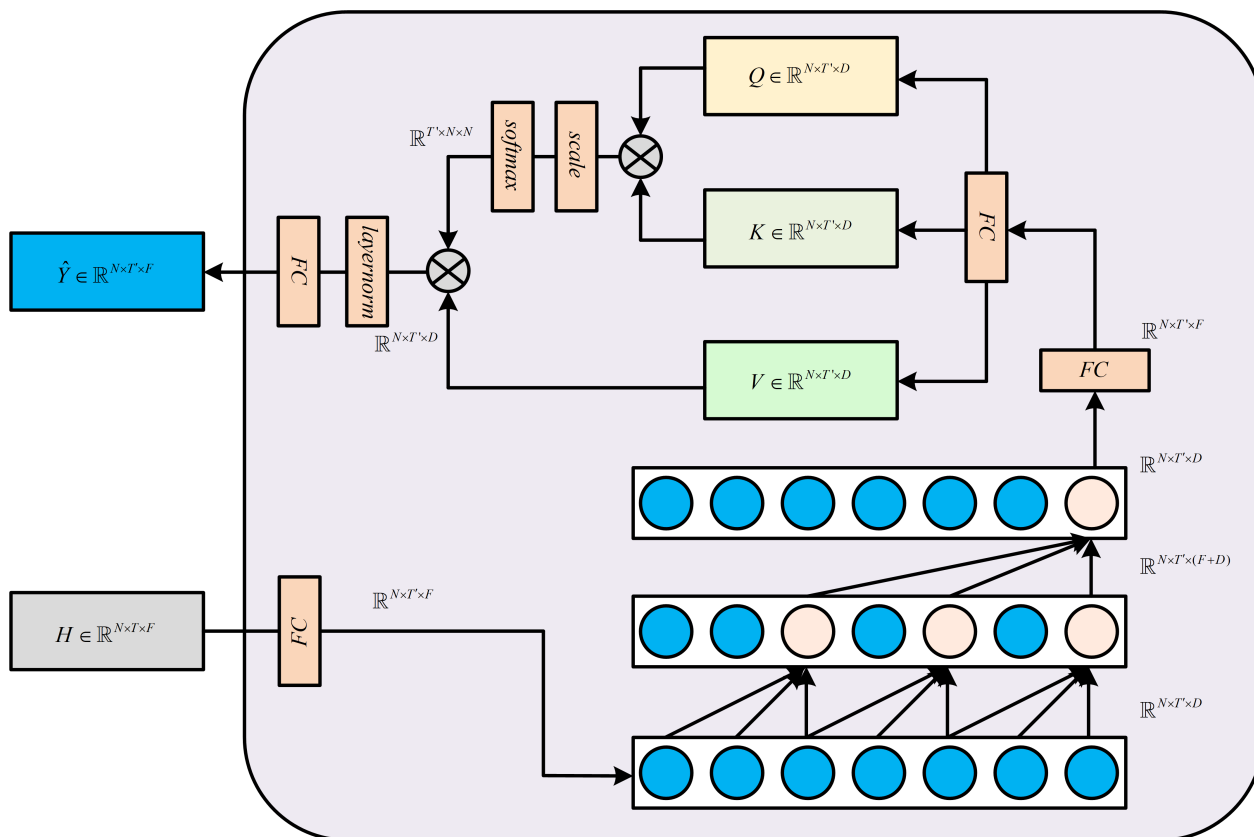 Q ∈ ℝ^{N×T'×D}
softmax
scale
ℝ^{T'×N×N}
K ∈ ℝ^{N×T'×D}
FC
Ŷ ∈ ℝ^{N×T'×F}
FC
layernorm
ℝ^{N×T'×D}
ℝ^{N×T'×F}
V ∈ ℝ^{N×T'×D}
FC
ℝ^{N×T'×D}
ℝ^{N×T'×(F+D)}
H ∈ ℝ^{N×T×F}
FC
ℝ^{N×T'×F}
ℝ^{N×T'×D}